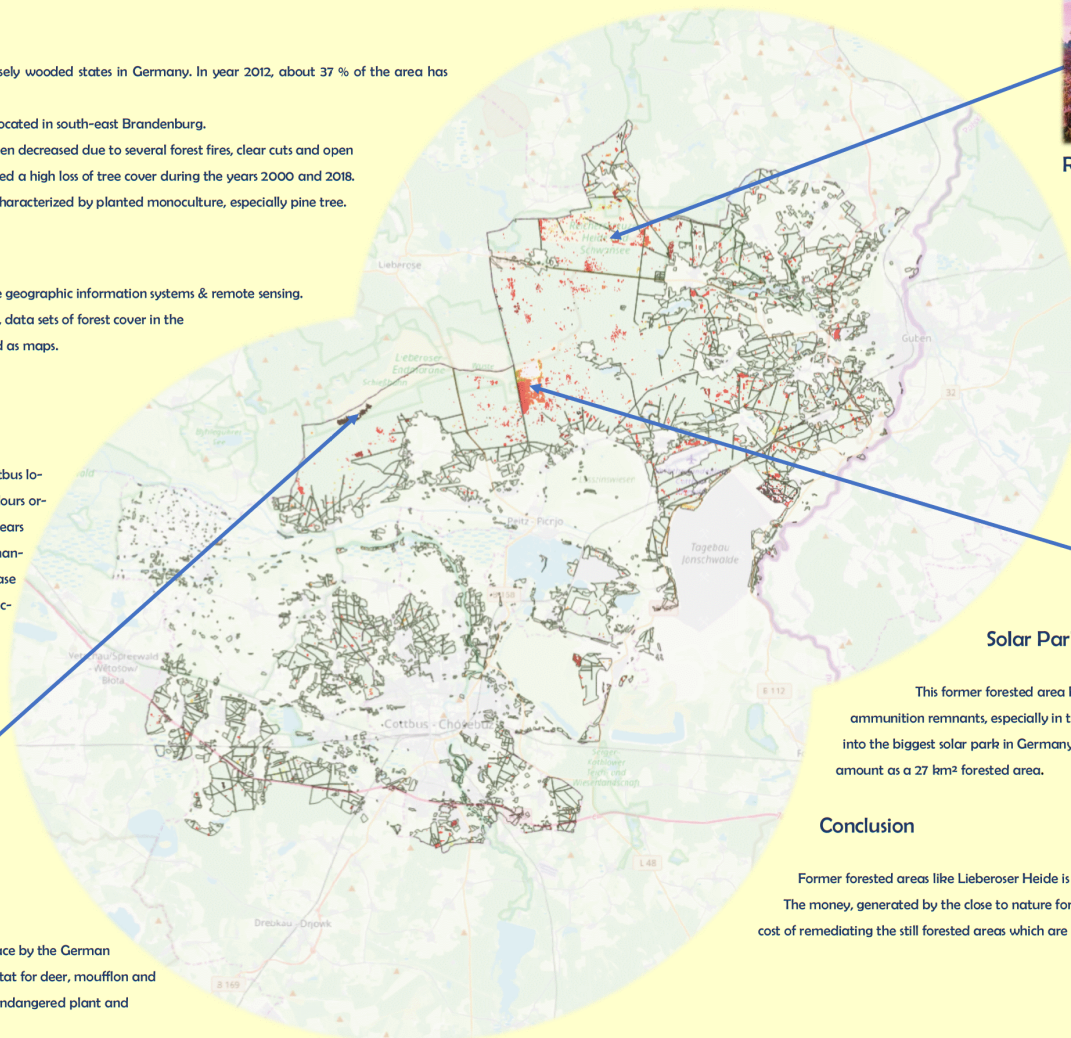 sely wooded states in Germany. In year 2012, about 37 % of the area has
ocated in south-east Brandenburg.
en decreased due to several forest fires, clear cuts and open
ed a high loss of tree cover during the years 2000 and 2018.
haracterized by planted monoculture, especially pine tree.
R
e geographic information systems & remote sensing.
, data sets of forest cover in the
d as maps.
Lieberose
Guben
32
tbus lo-
ours or-
ears
han-
ase
c-
Peitz - Picnjo
Tagebau
Jänschwalde
B 112
Cottbus - Chóśebuz
L 48
Drebkau - Drjowk
B 169
Solar Par
This former forested area l
ammunition remnants, especially in t
into the biggest solar park in Germany
amount as a 27 km² forested area.
Conclusion
Former forested areas like Lieberoser Heide is
The money, generated by the close to nature for
cost of remediating the still forested areas which are
ace by the German
tat for deer, moufflon and
ndangered plant and